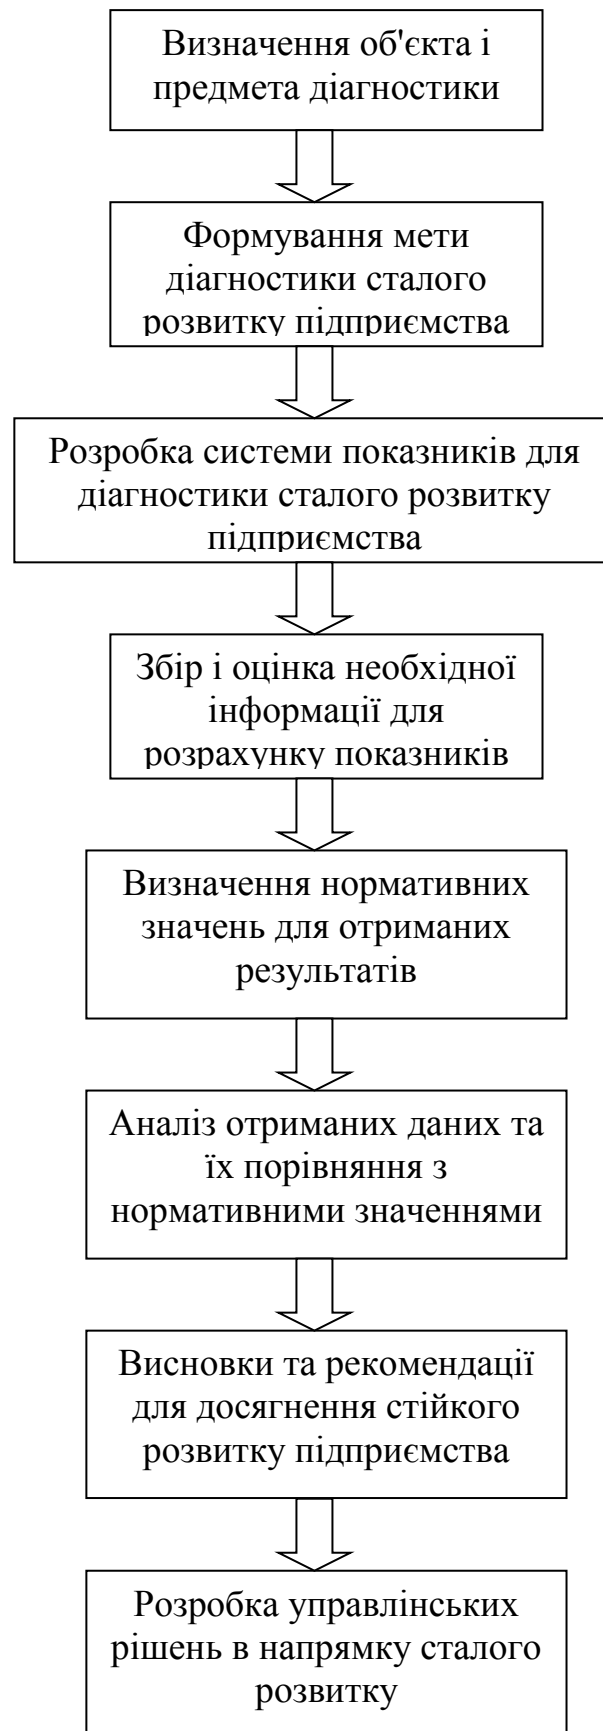 Визначення об'єкта і
предмета діагностики
Формування мети
діагностики сталого
розвитку підприємства
Розробка системи показників для
діагностики сталого розвитку
підприємства
Збір і оцінка необхідної
інформації для
розрахунку показників
Визначення нормативних
значень для отриманих
результатів
Аналіз отриманих даних та
їх порівняння з
нормативними значеннями
Висновки та рекомендації
для досягнення стійкого
розвитку підприємства
Розробка управлінських
рішень в напрямку сталого
розвитку